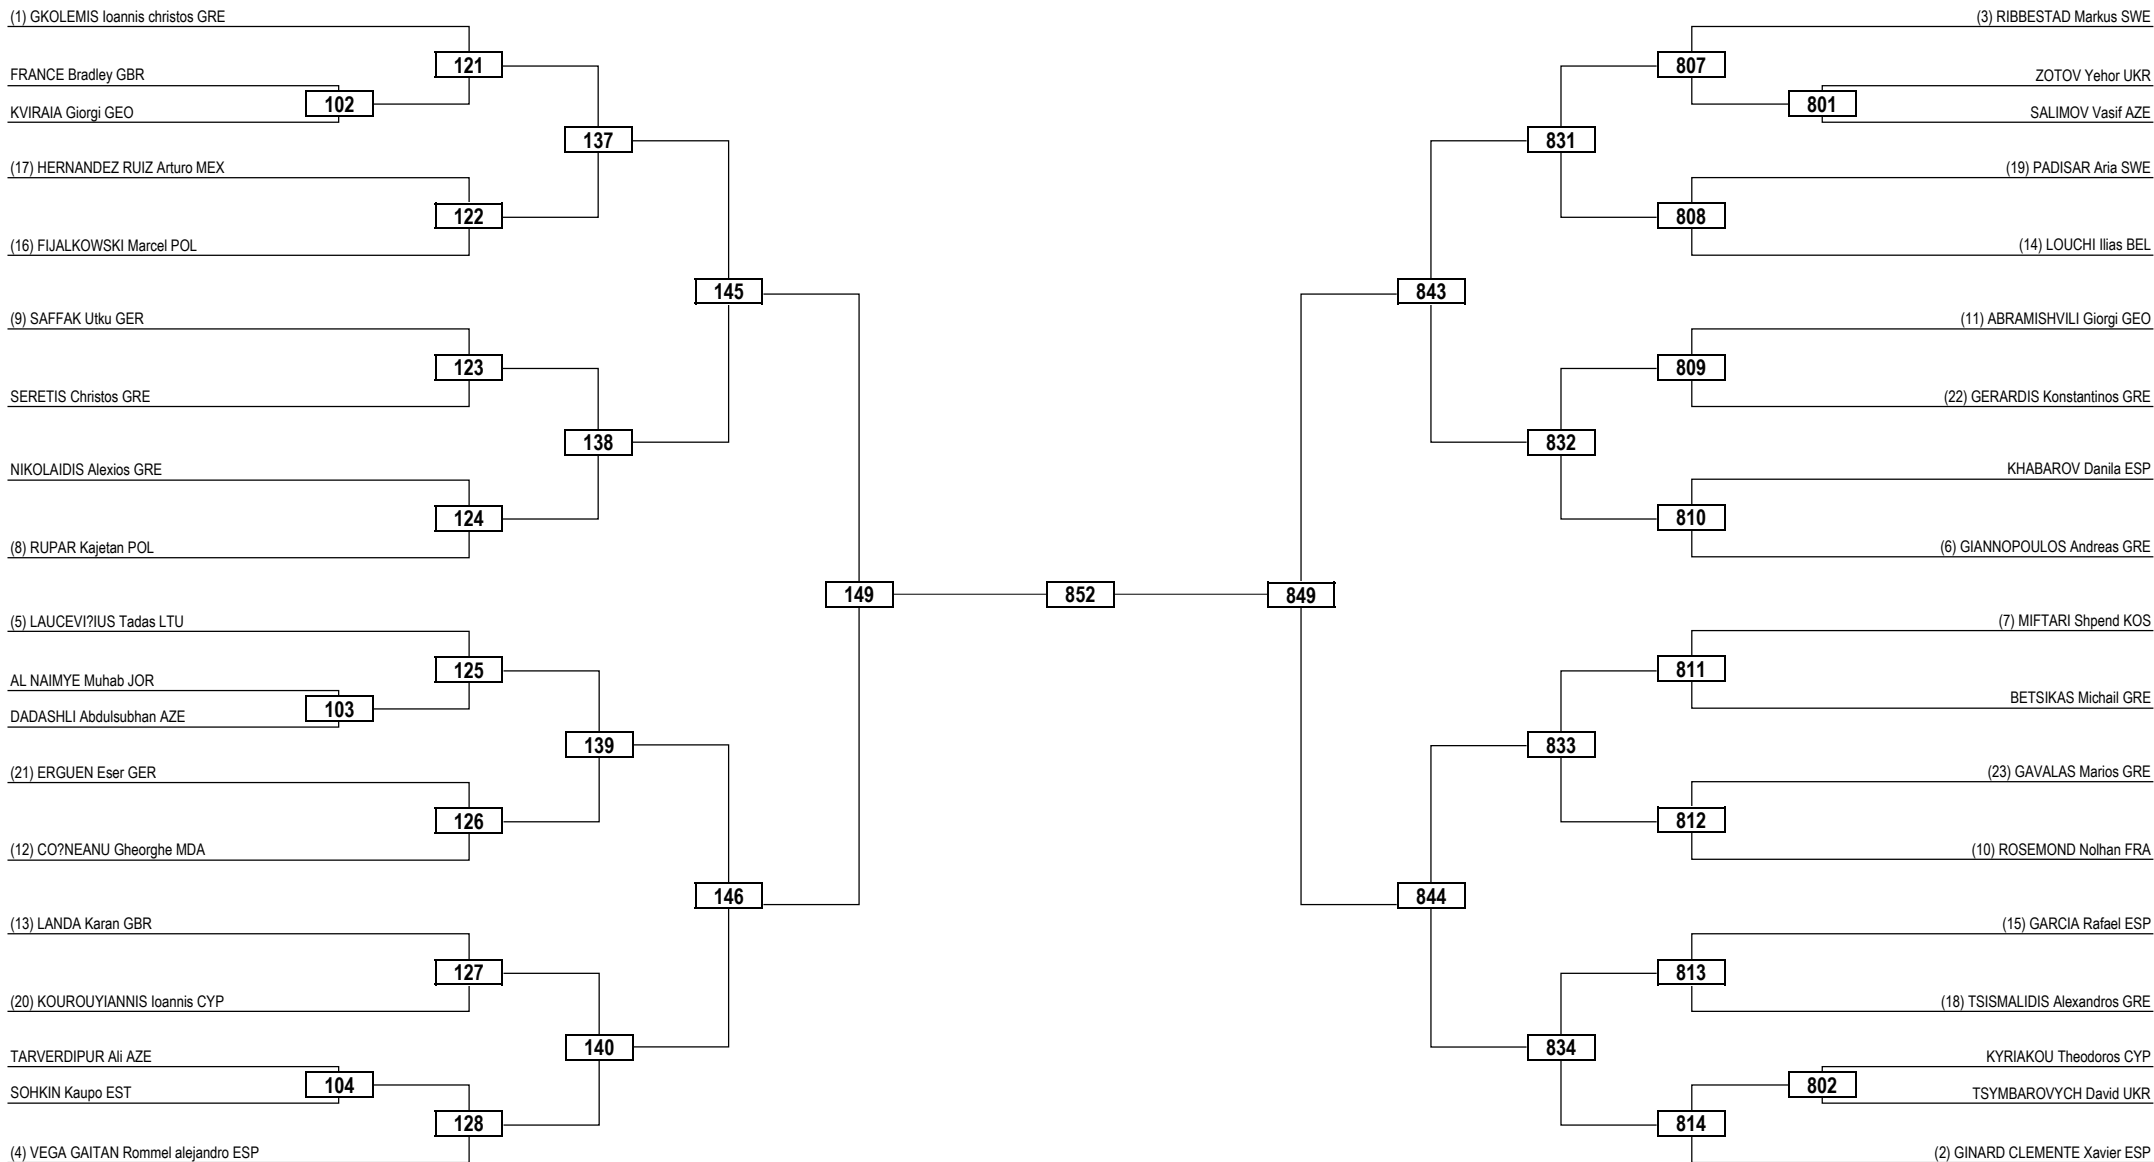 (1) GKOLEMIS Ioannis christos GRE
121
FRANCE Bradley GBR
102
KVIRAIA Giorgi GEO
137
(17) HERNANDEZ RUIZ Arturo MEX
122
(16) FIJALKOWSKI Marcel POL
145
(9) SAFFAK Utku GER
123
SERETIS Christos GRE
138
NIKOLAIDIS Alexios GRE
124
(8) RUPAR Kajetan POL
149
(5) LAUCEVI?IUS Tadas LTU
125
AL NAIMYE Muhab JOR
103
DADASHLI Abdulsubhan AZE
139
(21) ERGUEN Eser GER
126
(12) CO?NEANU Gheorghe MDA
146
(13) LANDA Karan GBR
127
(20) KOUROUYIANNIS Ioannis CYP
140
TARVERDIPUR Ali AZE
104
SOHKIN Kaupo EST
128
(4) VEGA GAITAN Rommel alejandro ESP
852
(3) RIBBESTAD Markus SWE
807
ZOTOV Yehor UKR
801
SALIMOV Vasif AZE
831
(19) PADISAR Aria SWE
808
(14) LOUCHI Ilias BEL
843
(11) ABRAMISHVILI Giorgi GEO
809
(22) GERARDIS Konstantinos GRE
832
KHABAROV Danila ESP
810
(6) GIANNOPOULOS Andreas GRE
849
(7) MIFTARI Shpend KOS
811
BETSIKAS Michail GRE
833
(23) GAVALAS Marios GRE
812
(10) ROSEMOND Nolhan FRA
844
(15) GARCIA Rafael ESP
813
(18) TSISMALIDIS Alexandros GRE
834
KYRIAKOU Theodoros CYP
802
TSYMBAROVYCH David UKR
814
(2) GINARD CLEMENTE Xavier ESP